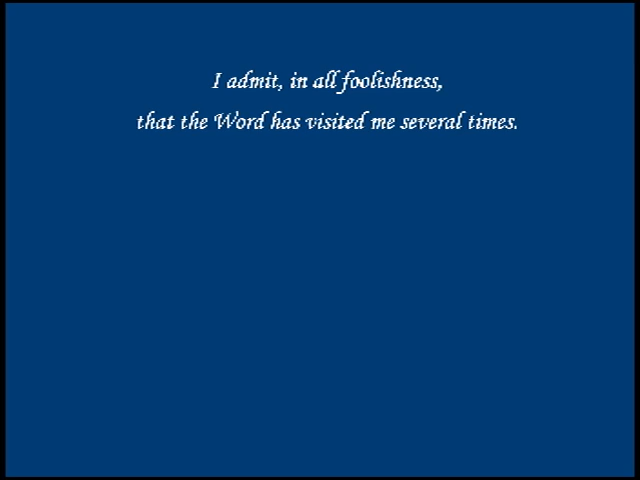 I admit, in all foolishness,
that the Word has visited me several times.